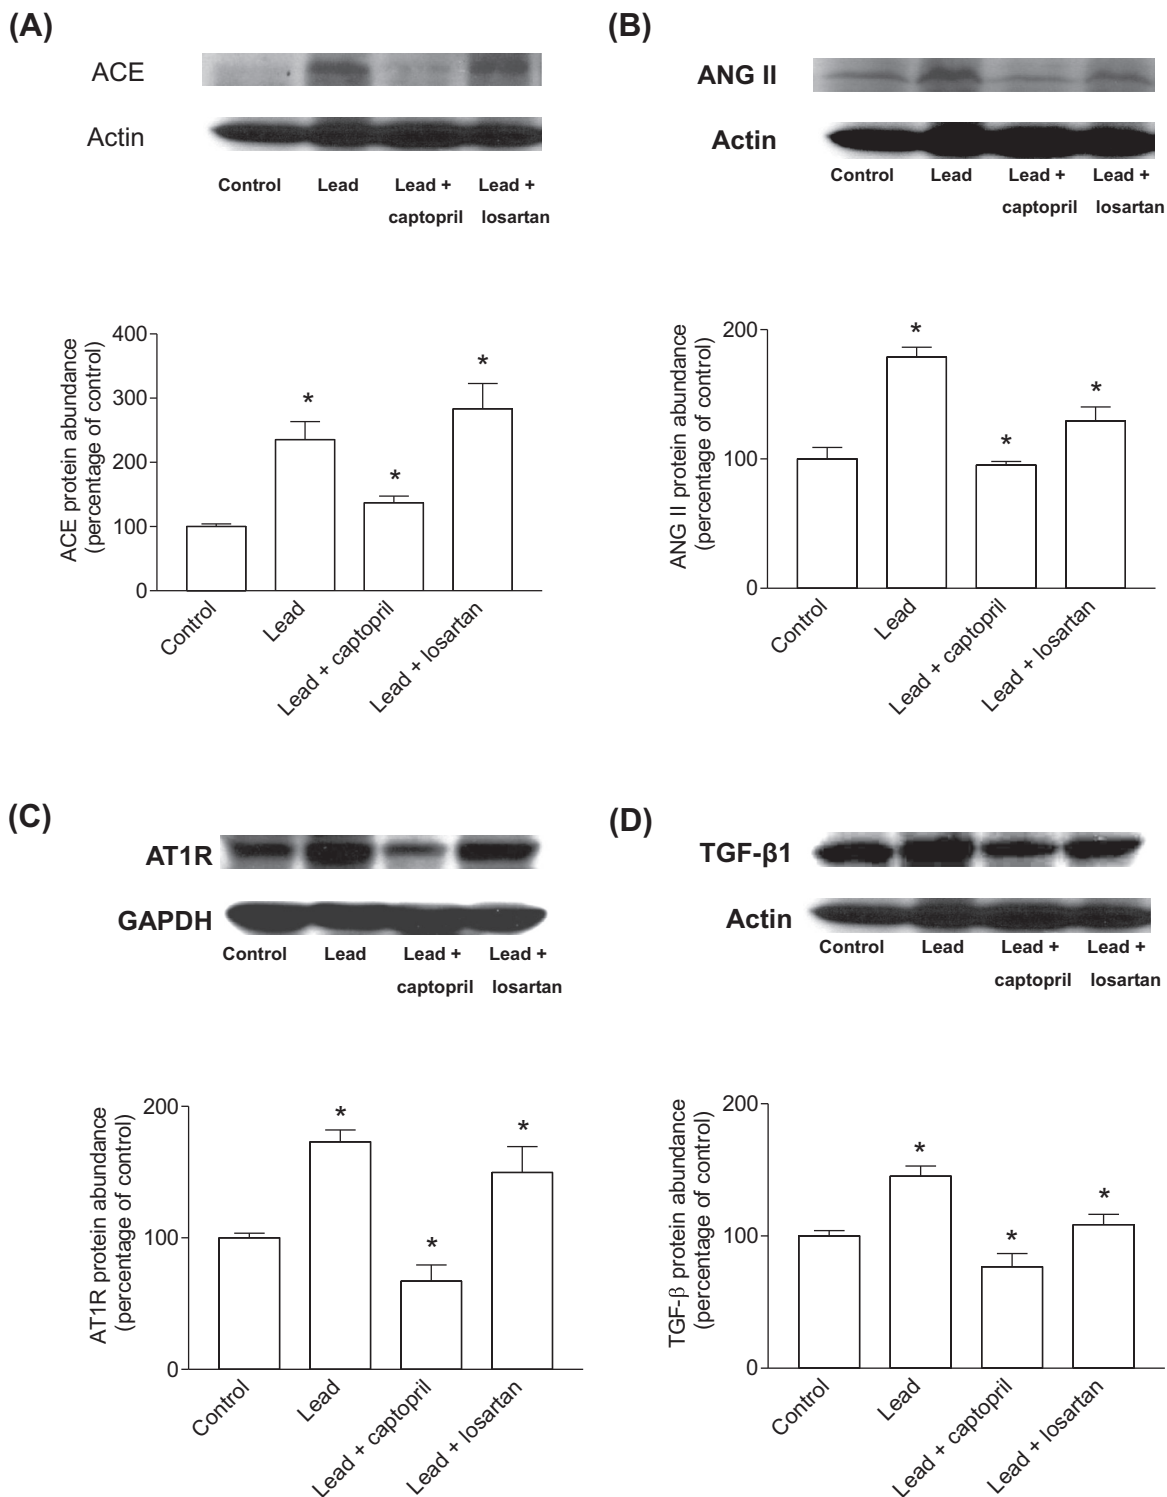 (A)
ACE
Actin
Control Lead Lead + Lead +
captopril losartan
ACE protein abundance
(percentage of control)
400
300
200
100
0
*
*
*
Control
Lead
Lead + captopril
Lead + losartan
(B)
ANG II
Actin
Control Lead Lead + Lead +
captopril losartan
ANG II protein abundance
(percentage of control)
200
100
0
*
*
*
Control
Lead
Lead + captopril
Lead + losartan
(C)
AT1R
GAPDH
Control Lead Lead + Lead +
captopril losartan
AT1R protein abundance
(percentage of control)
200
100
0
*
*
*
Control
Lead
Lead + captopril
Lead + losartan
(D)
TGF-β1
Actin
Control Lead Lead + Lead +
captopril losartan
TGF-β protein abundance
(percentage of control)
200
100
0
*
*
*
Control
Lead
Lead + captopril
Lead + losartan